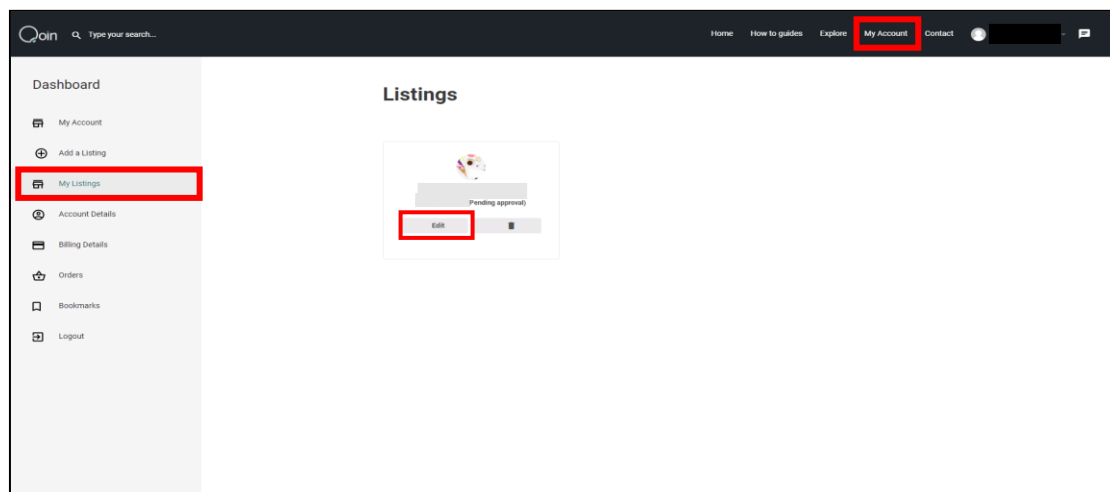 Qoin
Type your search...
Home How to guides Explore My Account Contact
Dashboard
My Account
Add a Listing
My Listings
Account Details
Billing Details
Orders
Bookmarks
Logout
Listings
Pending approval)
Edit